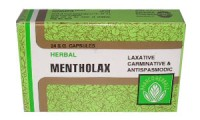 24 S.G. CAPSULES
HERBAL
MENTHOLAX
LAXATIVE
CARMINATIVE &
ANTISPASMODIC